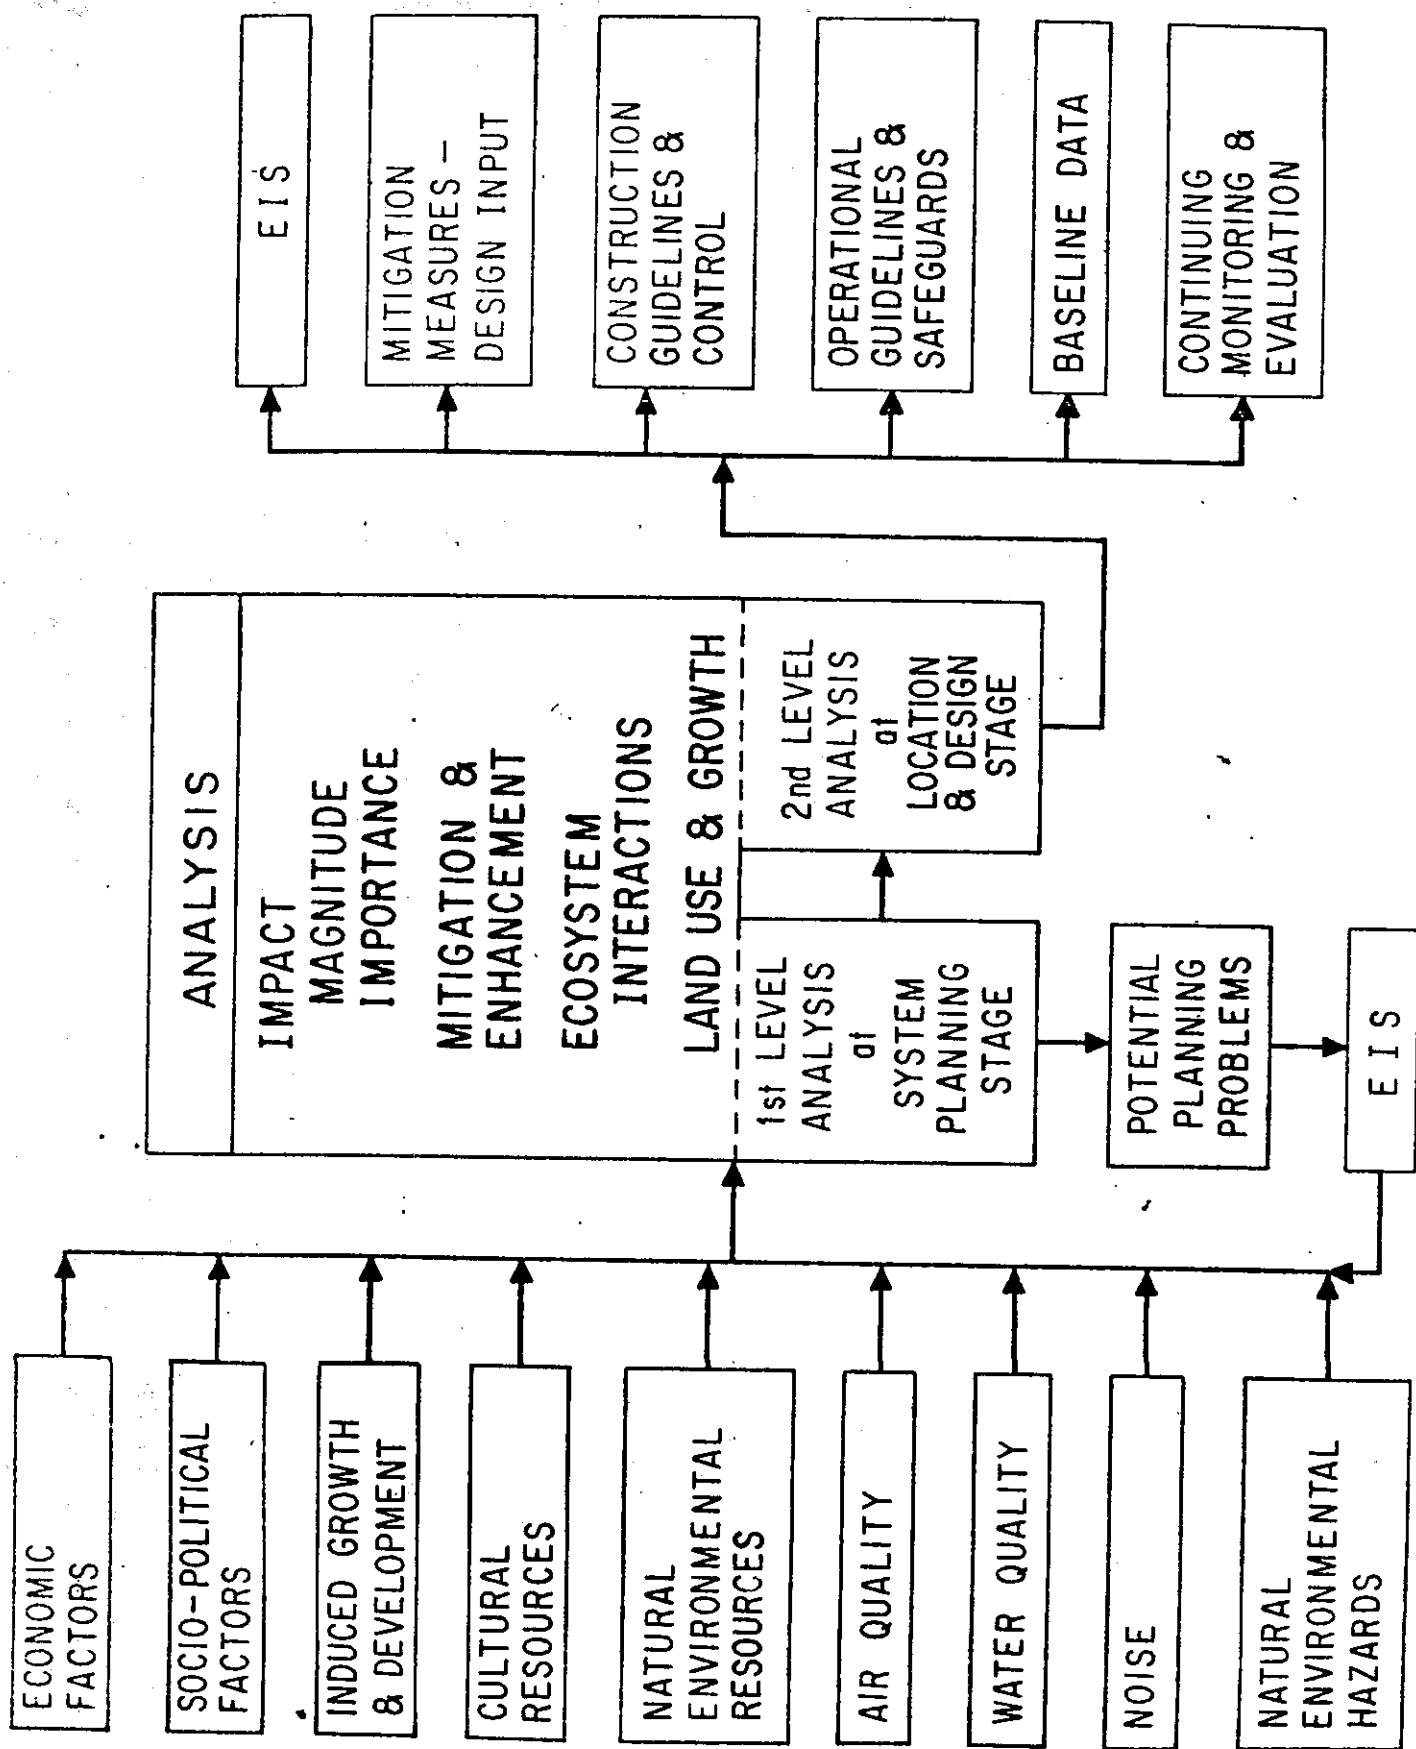 ECONOMIC
FACTORS
SOCIO-POLITICAL
FACTORS
INDUCED GROWTH
& DEVELOPMENT
CULTURAL
RESOURCES
NATURAL
ENVIRONMENTAL
RESOURCES
AIR QUALITY
WATER QUALITY
NOISE
NATURAL
ENVIRONMENTAL
HAZARDS
ANALYSIS
IMPACT
MAGNITUDE
IMPORTANCE
MITIGATION &
ENHANCEMENT
ECOSYSTEM
INTERACTIONS
LAND USE & GROWTH
1st LEVEL
ANALYSIS
at
SYSTEM
PLANNING
STAGE
2nd LEVEL
ANALYSIS
at
LOCATION
& DESIGN
STAGE
POTENTIAL
PLANNING
PROBLEMS
EIS
EIS
MITIGATION
MEASURES –
DESIGN INPUT
CONSTRUCTION
GUIDELINES &
CONTROL
OPERATIONAL
GUIDELINES &
SAFEGUARDS
BASELINE DATA
CONTINUING
MONITORING &
EVALUATION